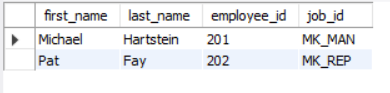 first_name last_name employee_id job_id
Michael Hartstein 201 MK_MAN
Pat Fay 202 MK_REP